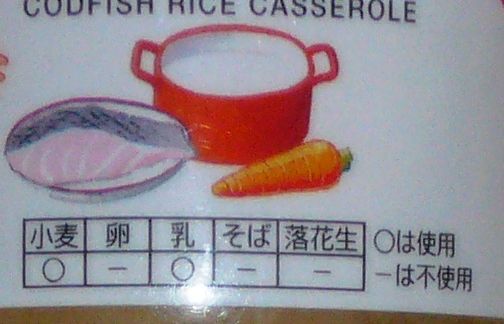 CODFISH RICE CASSEROLE
小麦 卵 乳 そば 落花生 ○は使用
○ − ○ − − −は不使用